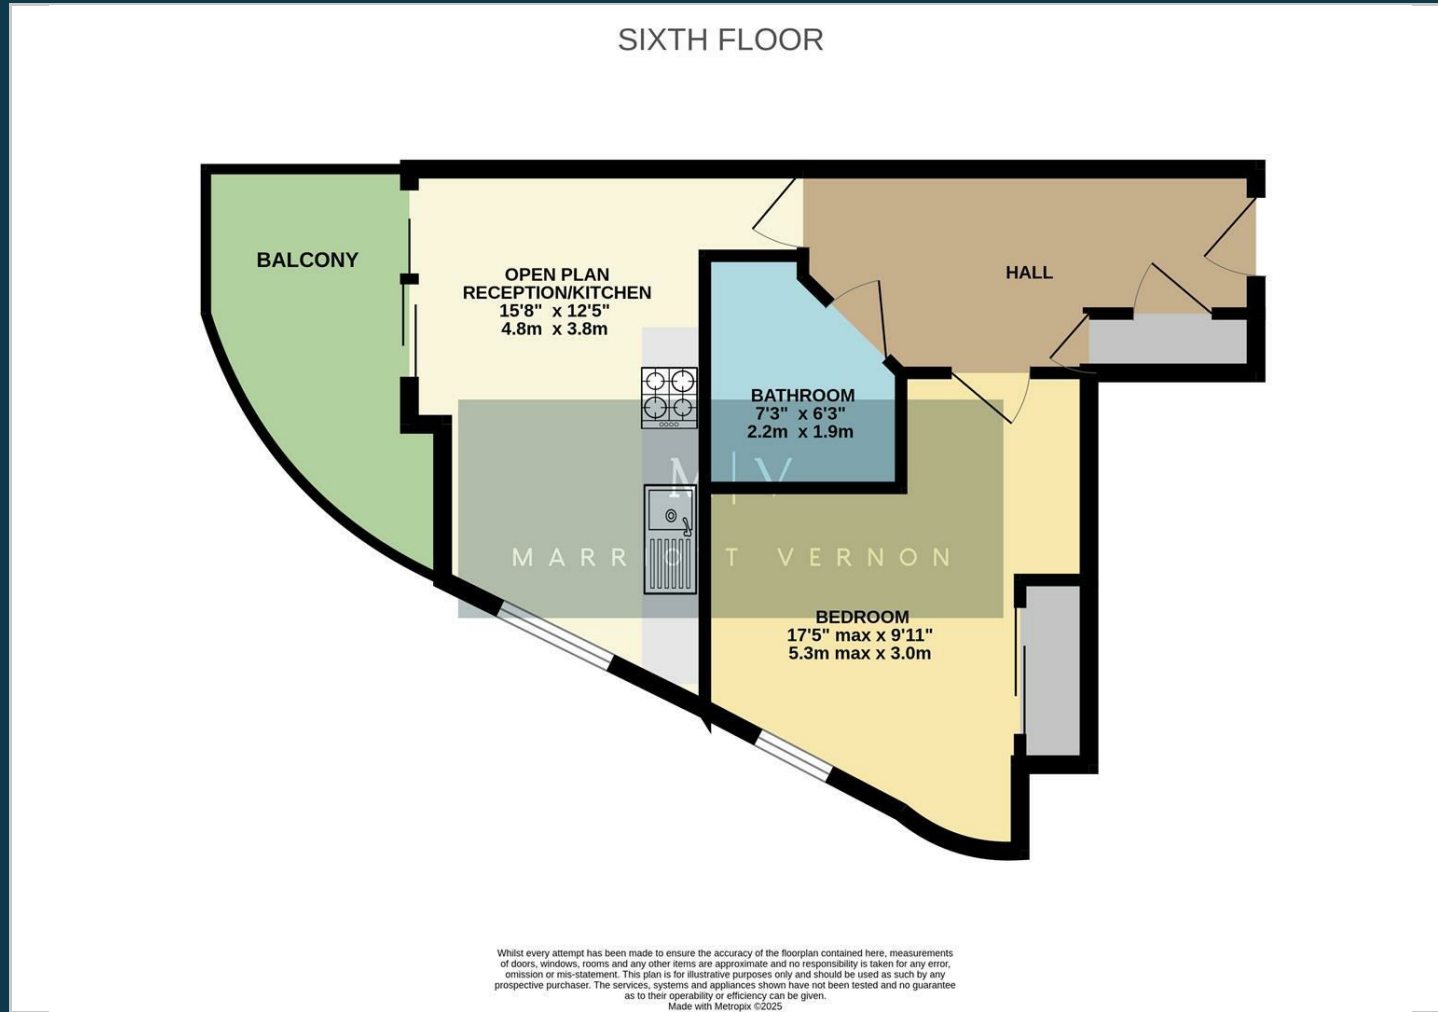 SIXTH FLOOR
BALCONY
OPEN PLAN
RECEPTION/KITCHEN
15'8" x 12'5"
4.8m x 3.8m
HALL
BATHROOM
7'3" x 6'3"
2.2m x 1.9m
M|V
MARR O T VERNON
BEDROOM
17'5" max x 9'11"
5.3m max x 3.0m
Whilst every attempt has been made to ensure the accuracy of the floorplan contained here, measurements
of doors, windows, rooms and any other items are approximate and no responsibility is taken for any error,
omission or mis-statement. This plan is for illustrative purposes only and should be used as such by any
prospective purchaser. The services, systems and appliances shown have not been tested and no guarantee
as to their operability or efficiency can be given.
Made with Metropix ©2025